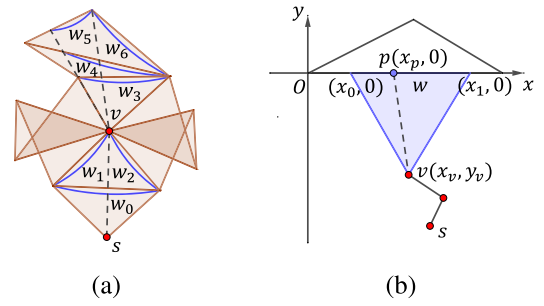 w₅
w₆
w₄
w₃
v
w₁
w₂
w₀
s
(a)
y
p(xₚ, 0)
O
(x₀, 0)
w
(x₁, 0)
x
v(xᵥ, yᵥ)
s
(b)